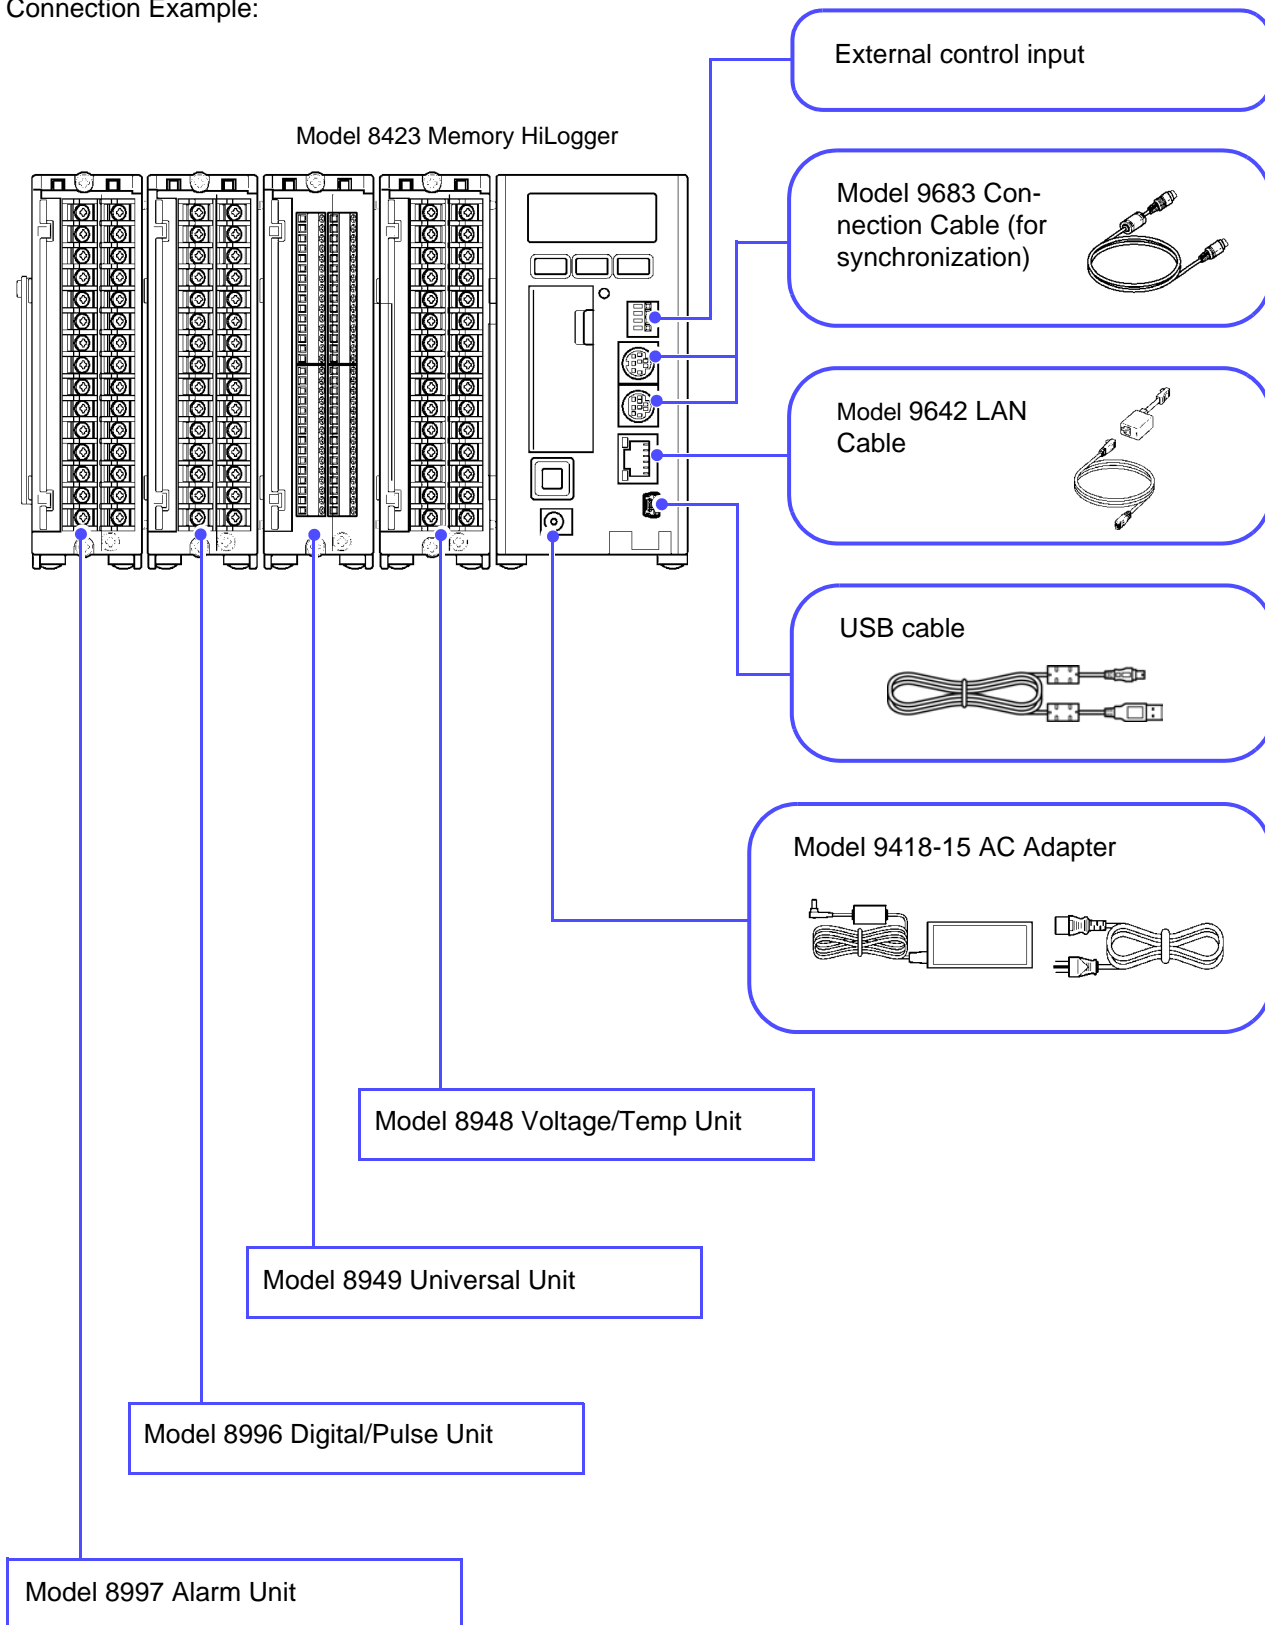 Connection Example:
External control input
Model 8423 Memory HiLogger
Model 9683 Con-
nection Cable (for
synchronization)
Model 9642 LAN
Cable
USB cable
Model 9418-15 AC Adapter
Model 8948 Voltage/Temp Unit
Model 8949 Universal Unit
Model 8996 Digital/Pulse Unit
Model 8997 Alarm Unit